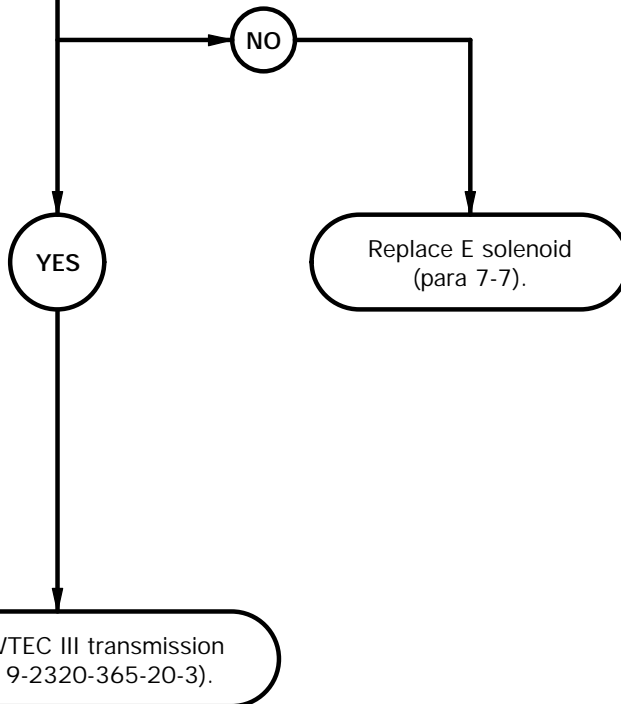 NO
YES
Replace E solenoid
(para 7-7).
VTEC III transmission
9-2320-365-20-3).